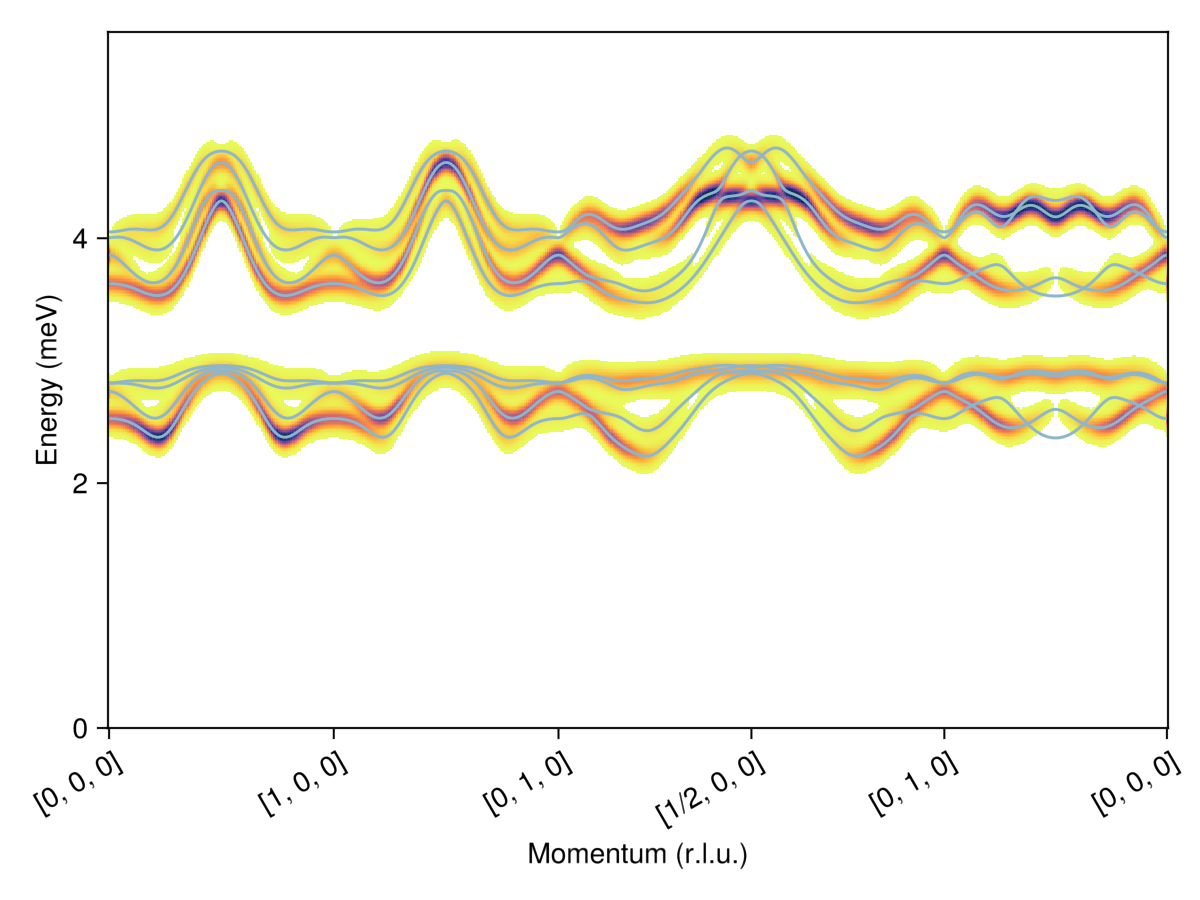 Energy (meV)
4
2
0
[0, 0, 0]
[1, 0, 0]
[0, 1, 0]
[1/2, 0, 0]
[0, 1, 0]
[0, 0, 0]
Momentum (r.l.u.)